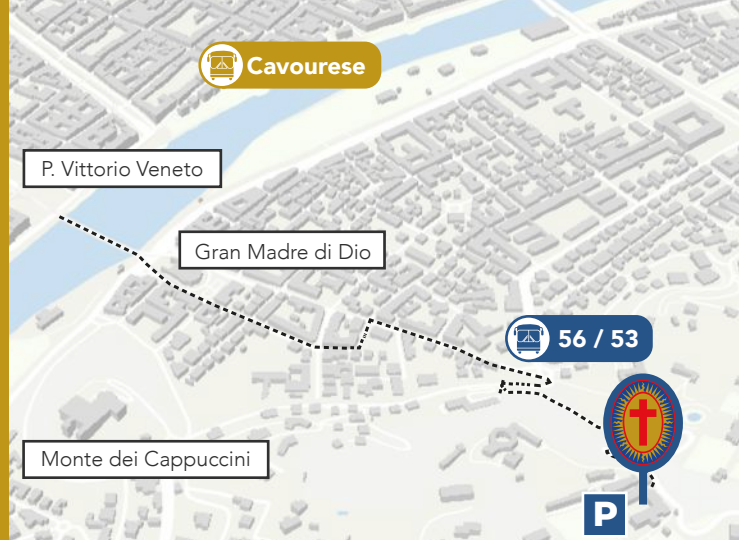 Cavourese
P. Vittorio Veneto
Gran Madre di Dio
56 / 53
Monte dei Cappuccini
P